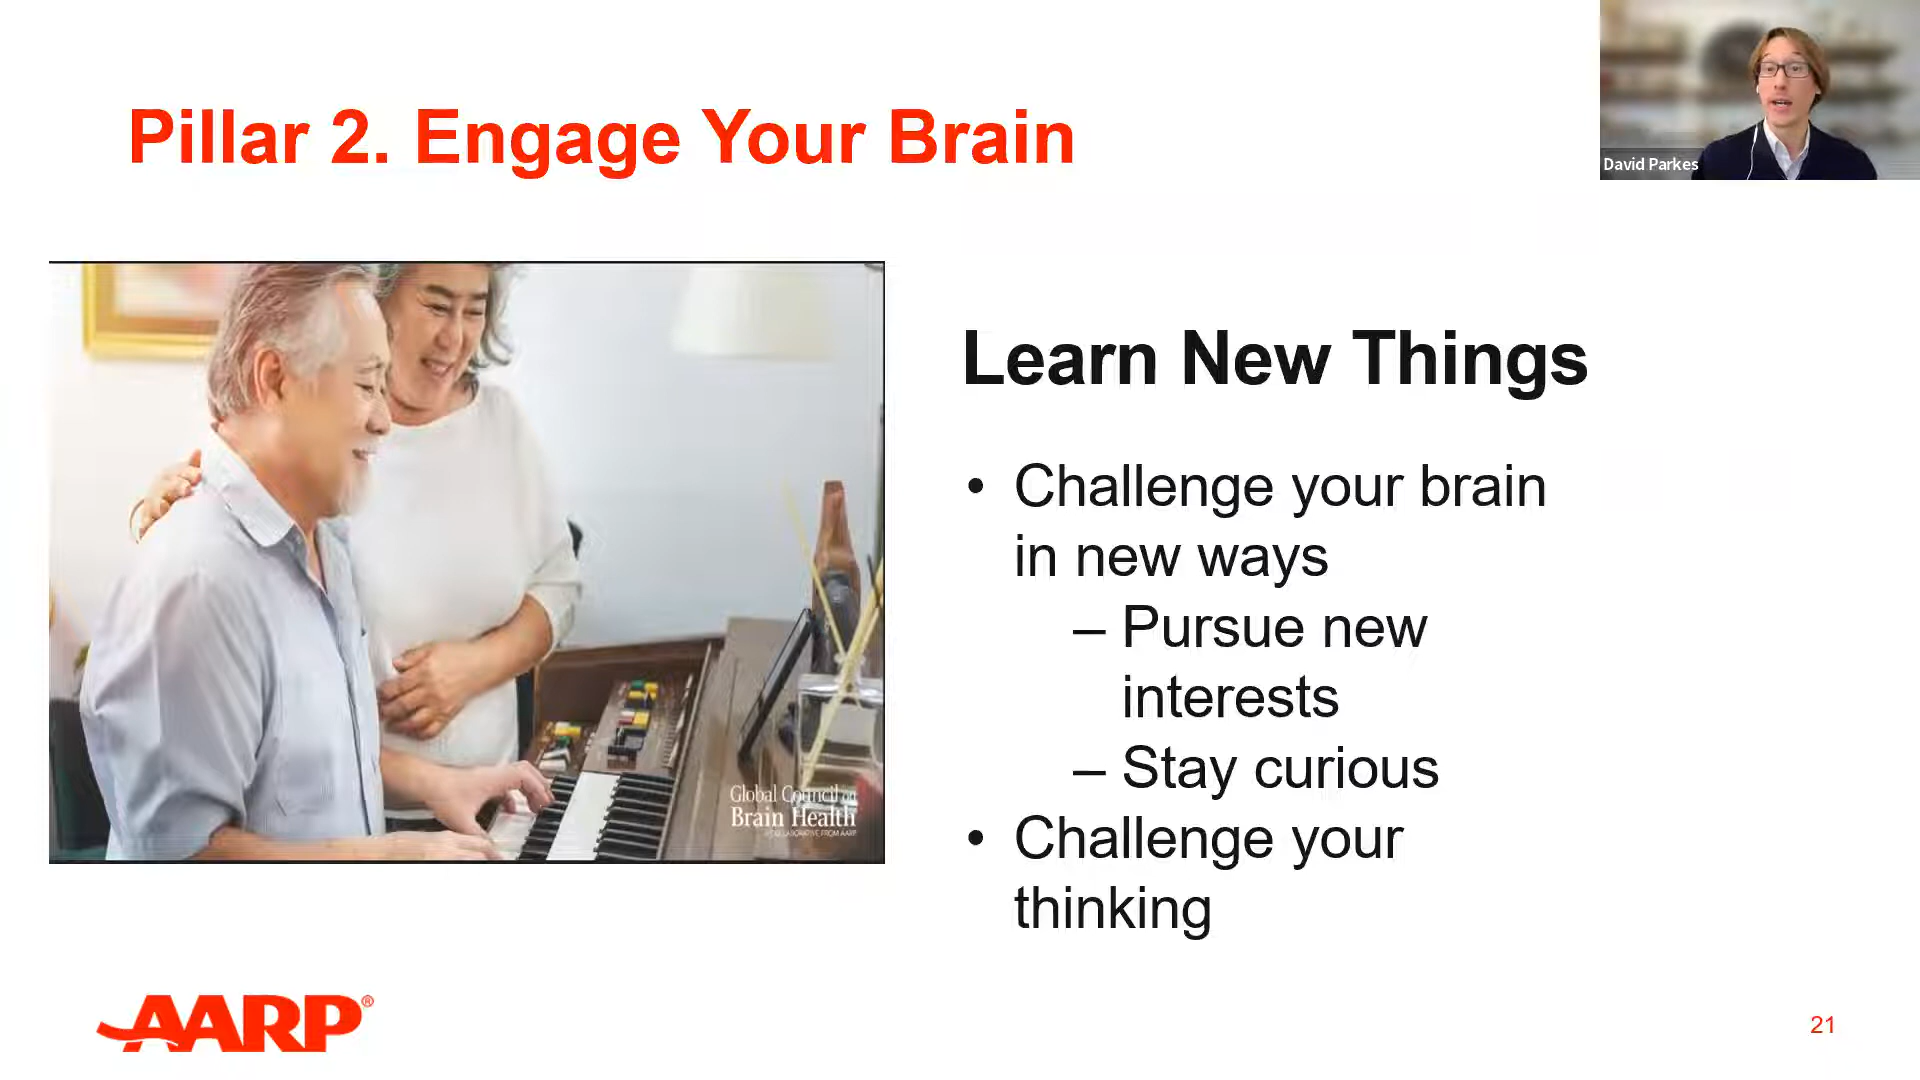 Pillar 2. Engage Your Brain
David Parkes
Learn New Things
• Challenge your brain
in new ways
– Pursue new
interests
– Stay curious
• Challenge your
thinking
Global Council on
Brain Health
A COLLABORATIVE FROM AARP
AARP®
21